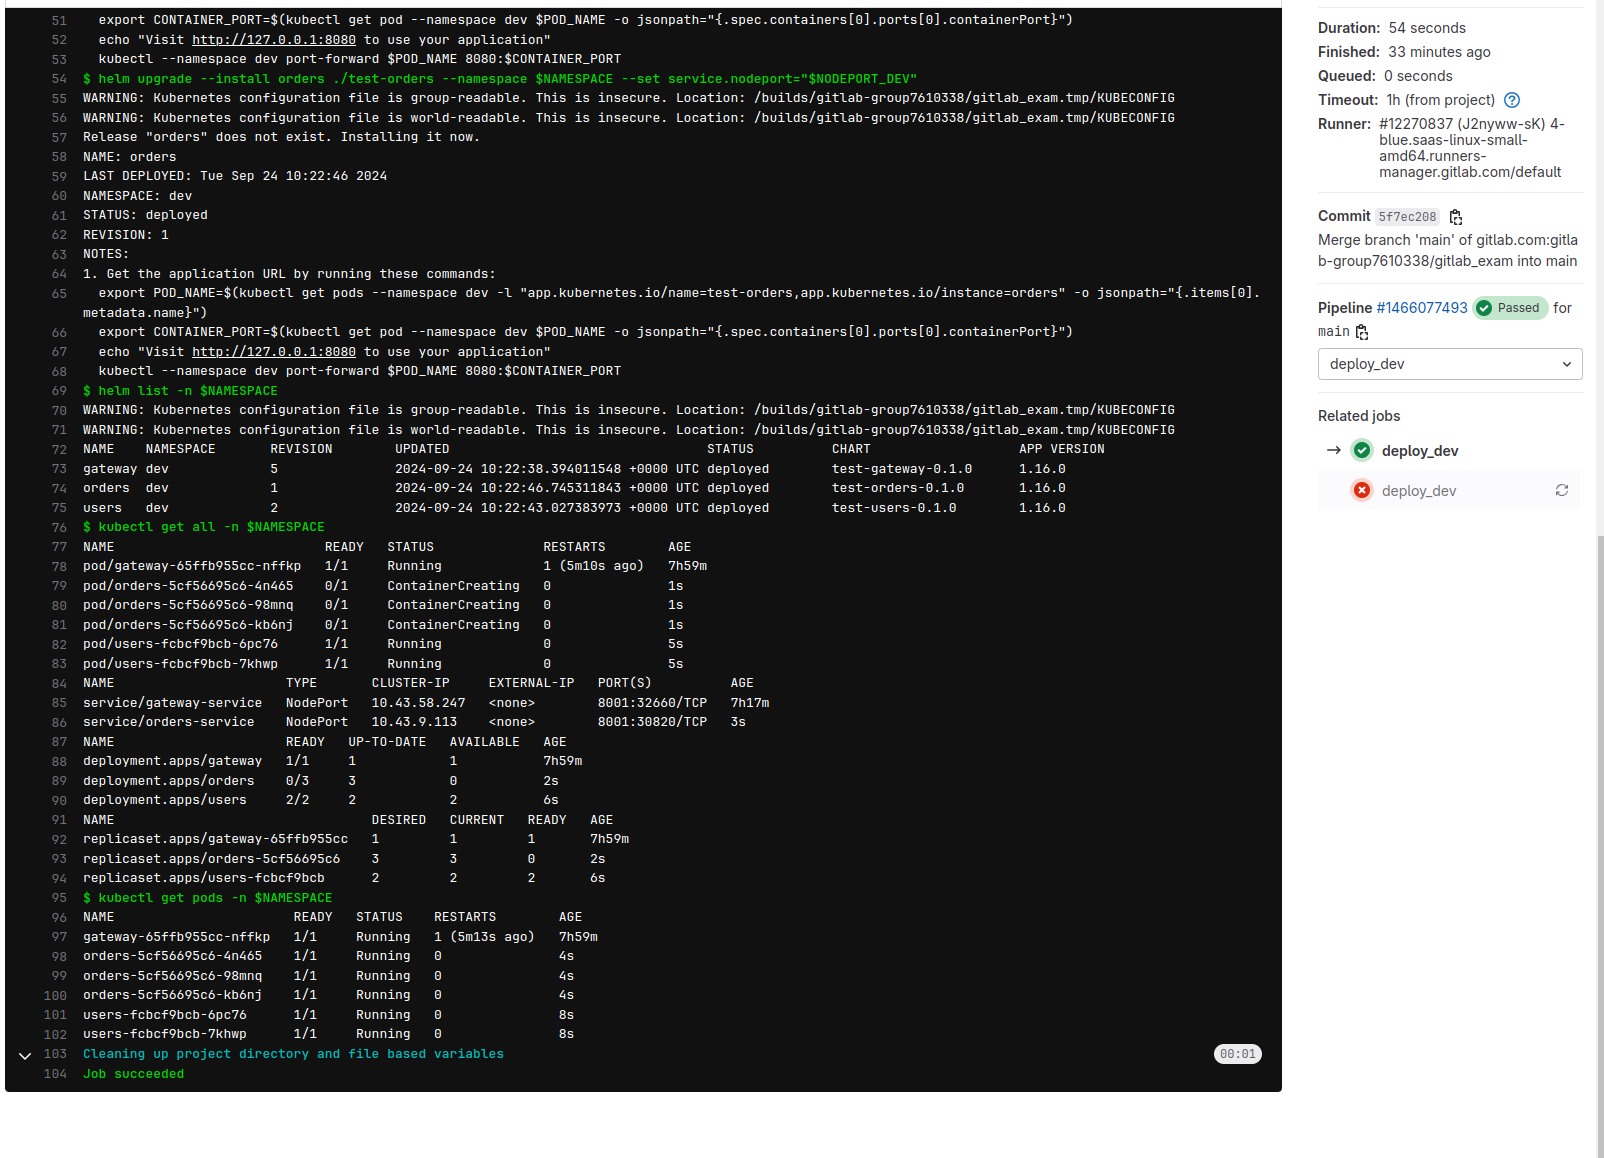 51 export CONTAINER_PORT=$(kubectl get pod --namespace dev $POD_NAME -o jsonpath="{.spec.containers[0].ports[0].containerPort}")
52 echo "Visit http://127.0.0.1:8080 to use your application"
53 kubectl --namespace dev port-forward $POD_NAME 8080:$CONTAINER_PORT
54 $ helm upgrade --install orders ./test-orders --namespace $NAMESPACE --set service.nodeport="$NODEPORT_DEV"
55 WARNING: Kubernetes configuration file is group-readable. This is insecure. Location: /builds/gitlab-group7610338/gitlab_exam.tmp/KUBECONFIG
56 WARNING: Kubernetes configuration file is world-readable. This is insecure. Location: /builds/gitlab-group7610338/gitlab_exam.tmp/KUBECONFIG
57 Release "orders" does not exist. Installing it now.
58 NAME: orders
59 LAST DEPLOYED: Tue Sep 24 10:22:46 2024
60 NAMESPACE: dev
61 STATUS: deployed
62 REVISION: 1
63 NOTES:
64 1. Get the application URL by running these commands:
65 export POD_NAME=$(kubectl get pods --namespace dev -l "app.kubernetes.io/name=test-orders,app.kubernetes.io/instance=orders" -o jsonpath="{.items[0].
metadata.name}")
66 export CONTAINER_PORT=$(kubectl get pod --namespace dev $POD_NAME -o jsonpath="{.spec.containers[0].ports[0].containerPort}")
67 echo "Visit http://127.0.0.1:8080 to use your application"
68 kubectl --namespace dev port-forward $POD_NAME 8080:$CONTAINER_PORT
69 $ helm list -n $NAMESPACE
70 WARNING: Kubernetes configuration file is group-readable. This is insecure. Location: /builds/gitlab-group7610338/gitlab_exam.tmp/KUBECONFIG
71 WARNING: Kubernetes configuration file is world-readable. This is insecure. Location: /builds/gitlab-group7610338/gitlab_exam.tmp/KUBECONFIG
72 NAME NAMESPACE REVISION UPDATED STATUS CHART APP VERSION
73 gateway dev 5 2024-09-24 10:22:38.394011548 +0000 UTC deployed test-gateway-0.1.0 1.16.0
74 orders dev 1 2024-09-24 10:22:46.745311843 +0000 UTC deployed test-orders-0.1.0 1.16.0
75 users dev 2 2024-09-24 10:22:43.027383973 +0000 UTC deployed test-users-0.1.0 1.16.0
76 $ kubectl get all -n $NAMESPACE
77 NAME READY STATUS RESTARTS AGE
78 pod/gateway-65ffb955cc-nffkp 1/1 Running 1 (5m10s ago) 7h59m
79 pod/orders-5cf56695c6-4n465 0/1 ContainerCreating 0 1s
80 pod/orders-5cf56695c6-98mnq 0/1 ContainerCreating 0 1s
81 pod/orders-5cf56695c6-kb6nj 0/1 ContainerCreating 0 1s
82 pod/users-fcbcf9bcb-6pc76 1/1 Running 0 5s
83 pod/users-fcbcf9bcb-7khwp 1/1 Running 0 5s
84 NAME TYPE CLUSTER-IP EXTERNAL-IP PORT(S) AGE
85 service/gateway-service NodePort 10.43.58.247 <none> 8001:32660/TCP 7h17m
86 service/orders-service NodePort 10.43.9.113 <none> 8001:30820/TCP 3s
87 NAME READY UP-TO-DATE AVAILABLE AGE
88 deployment.apps/gateway 1/1 1 1 7h59m
89 deployment.apps/orders 0/3 3 0 2s
90 deployment.apps/users 2/2 2 2 6s
91 NAME DESIRED CURRENT READY AGE
92 replicaset.apps/gateway-65ffb955cc 1 1 1 7h59m
93 replicaset.apps/orders-5cf56695c6 3 3 0 2s
94 replicaset.apps/users-fcbcf9bcb 2 2 2 6s
95 $ kubectl get pods -n $NAMESPACE
96 NAME READY STATUS RESTARTS AGE
97 gateway-65ffb955cc-nffkp 1/1 Running 1 (5m13s ago) 7h59m
98 orders-5cf56695c6-4n465 1/1 Running 0 4s
99 orders-5cf56695c6-98mnq 1/1 Running 0 4s
100 orders-5cf56695c6-kb6nj 1/1 Running 0 4s
101 users-fcbcf9bcb-6pc76 1/1 Running 0 8s
102 users-fcbcf9bcb-7khwp 1/1 Running 0 8s
103 Cleaning up project directory and file based variables 00:01
104 Job succeeded
Duration: 54 seconds
Finished: 33 minutes ago
Queued: 0 seconds
Timeout: 1h (from project)
Runner: #12270837 (J2nyww-sK) 4-
blue.saas-linux-small-
amd64.runners-
manager.gitlab.com/default
Commit 5f7ec208
Merge branch 'main' of gitlab.com:gitla
b-group7610338/gitlab_exam into main
Pipeline #1466077493 Passed for
main
deploy_dev
Related jobs
deploy_dev
deploy_dev